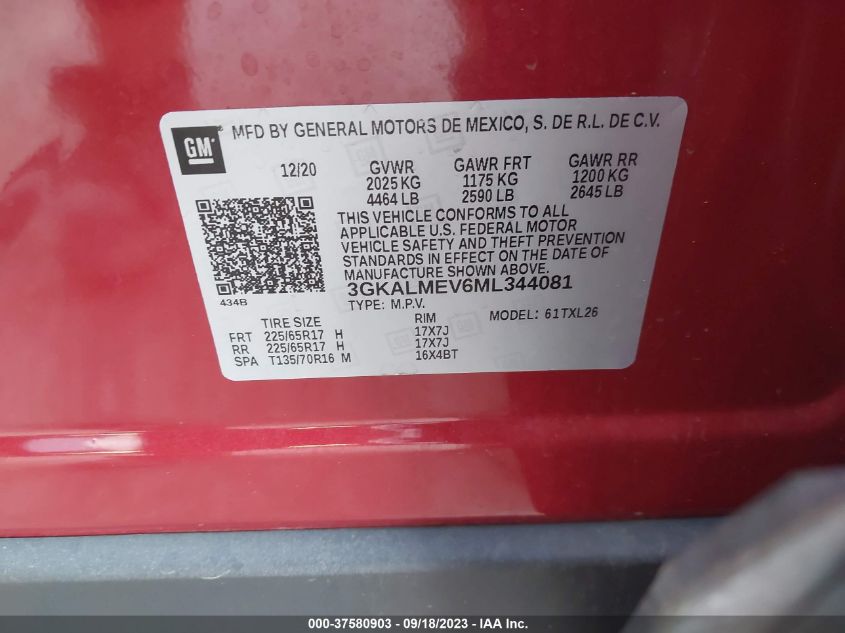 GM
® MFD BY GENERAL MOTORS DE MEXICO, S. DE R.L. DE C.V.
12/20 GVWR GAWR FRT GAWR RR
2025 KG 1175 KG 1200 KG
4464 LB 2590 LB 2645 LB
THIS VEHICLE CONFORMS TO ALL
APPLICABLE U.S. FEDERAL MOTOR
VEHICLE SAFETY AND THEFT PREVENTION
STANDARDS IN EFFECT ON THE DATE OF
MANUFACTURE SHOWN ABOVE.
434B
3GKALMEV6ML344081
TYPE: M.P.V. MODEL: 61TXL26
TIRE SIZE RIM
FRT 225/65R17 H 17X7J
RR 225/65R17 H 17X7J
SPA T135/70R16 M 16X4BT
000-37580903 - 09/18/2023 - IAA Inc.